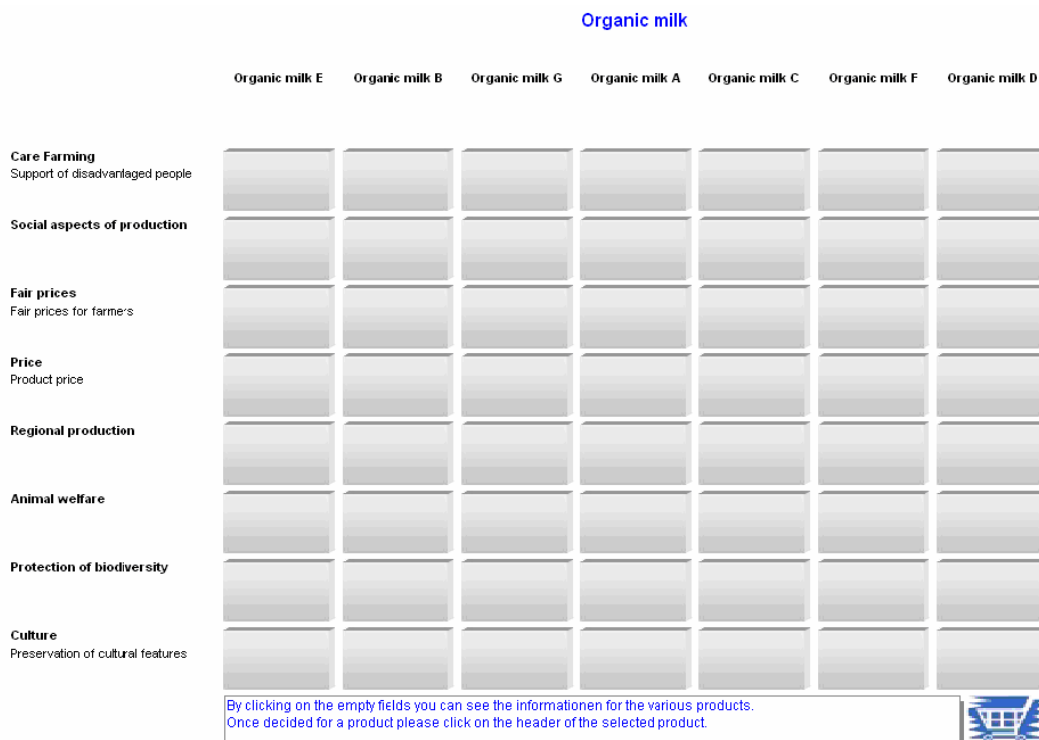 Organic milk
Organic milk E Organic milk B Organic milk G Organic milk A Organic milk C Organic milk F Organic milk D
Care Farming
Support of disadvantaged people
Social aspects of production
Fair prices
Fair prices for farmers
Price
Product price
Regional production
Animal welfare
Protection of biodiversity
Culture
Preservation of cultural features
By clicking on the empty fields you can see the informationen for the various products.
Once decided for a product please click on the header of the selected product.